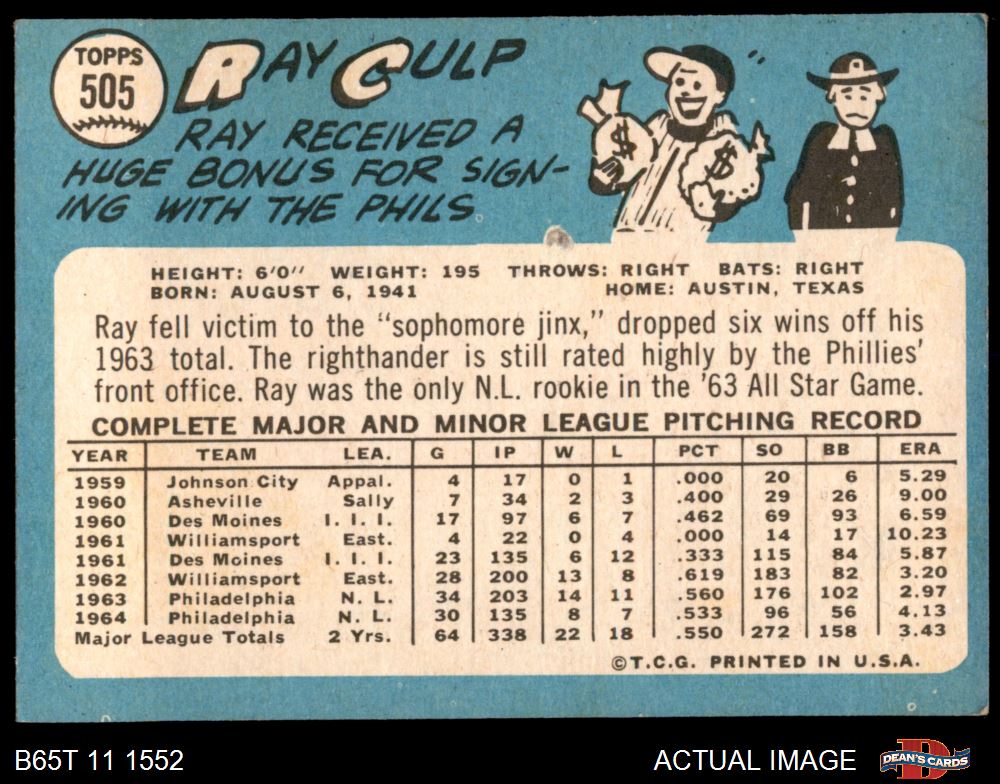 TOPPS
505
RAY CULP
RAY RECEIVED A
HUGE BONUS FOR SIGN-
ING WITH THE PHILS
$ $
HEIGHT: 6'0" WEIGHT: 195 THROWS: RIGHT BATS: RIGHT
BORN: AUGUST 6, 1941 HOME: AUSTIN, TEXAS
Ray fell victim to the "sophomore jinx," dropped six wins off his
1963 total. The righthander is still rated highly by the Phillies'
front office. Ray was the only N.L. rookie in the '63 All Star Game.
COMPLETE MAJOR AND MINOR LEAGUE PITCHING RECORD
YEAR TEAM LEA. G IP W L PCT SO BB ERA
1959 Johnson City Appal. 4 17 0 1 .000 20 6 5.29
1960 Asheville Sally 7 34 2 3 .400 29 26 9.00
1960 Des Moines I. I. I. 17 97 6 7 .462 69 93 6.59
1961 Williamsport East. 4 22 0 4 .000 14 17 10.23
1961 Des Moines I. I. I. 23 135 6 12 .333 115 84 5.87
1962 Williamsport East. 28 200 13 8 .619 183 82 3.20
1963 Philadelphia N. L. 34 203 14 11 .560 176 102 2.97
1964 Philadelphia N. L. 30 135 8 7 .533 96 56 4.13
Major League Totals 2 Yrs. 64 338 22 18 .550 272 158 3.43
©T.C.G. PRINTED IN U.S.A.
B65T 11 1552 ACTUAL IMAGE D DEAN'S CARDS